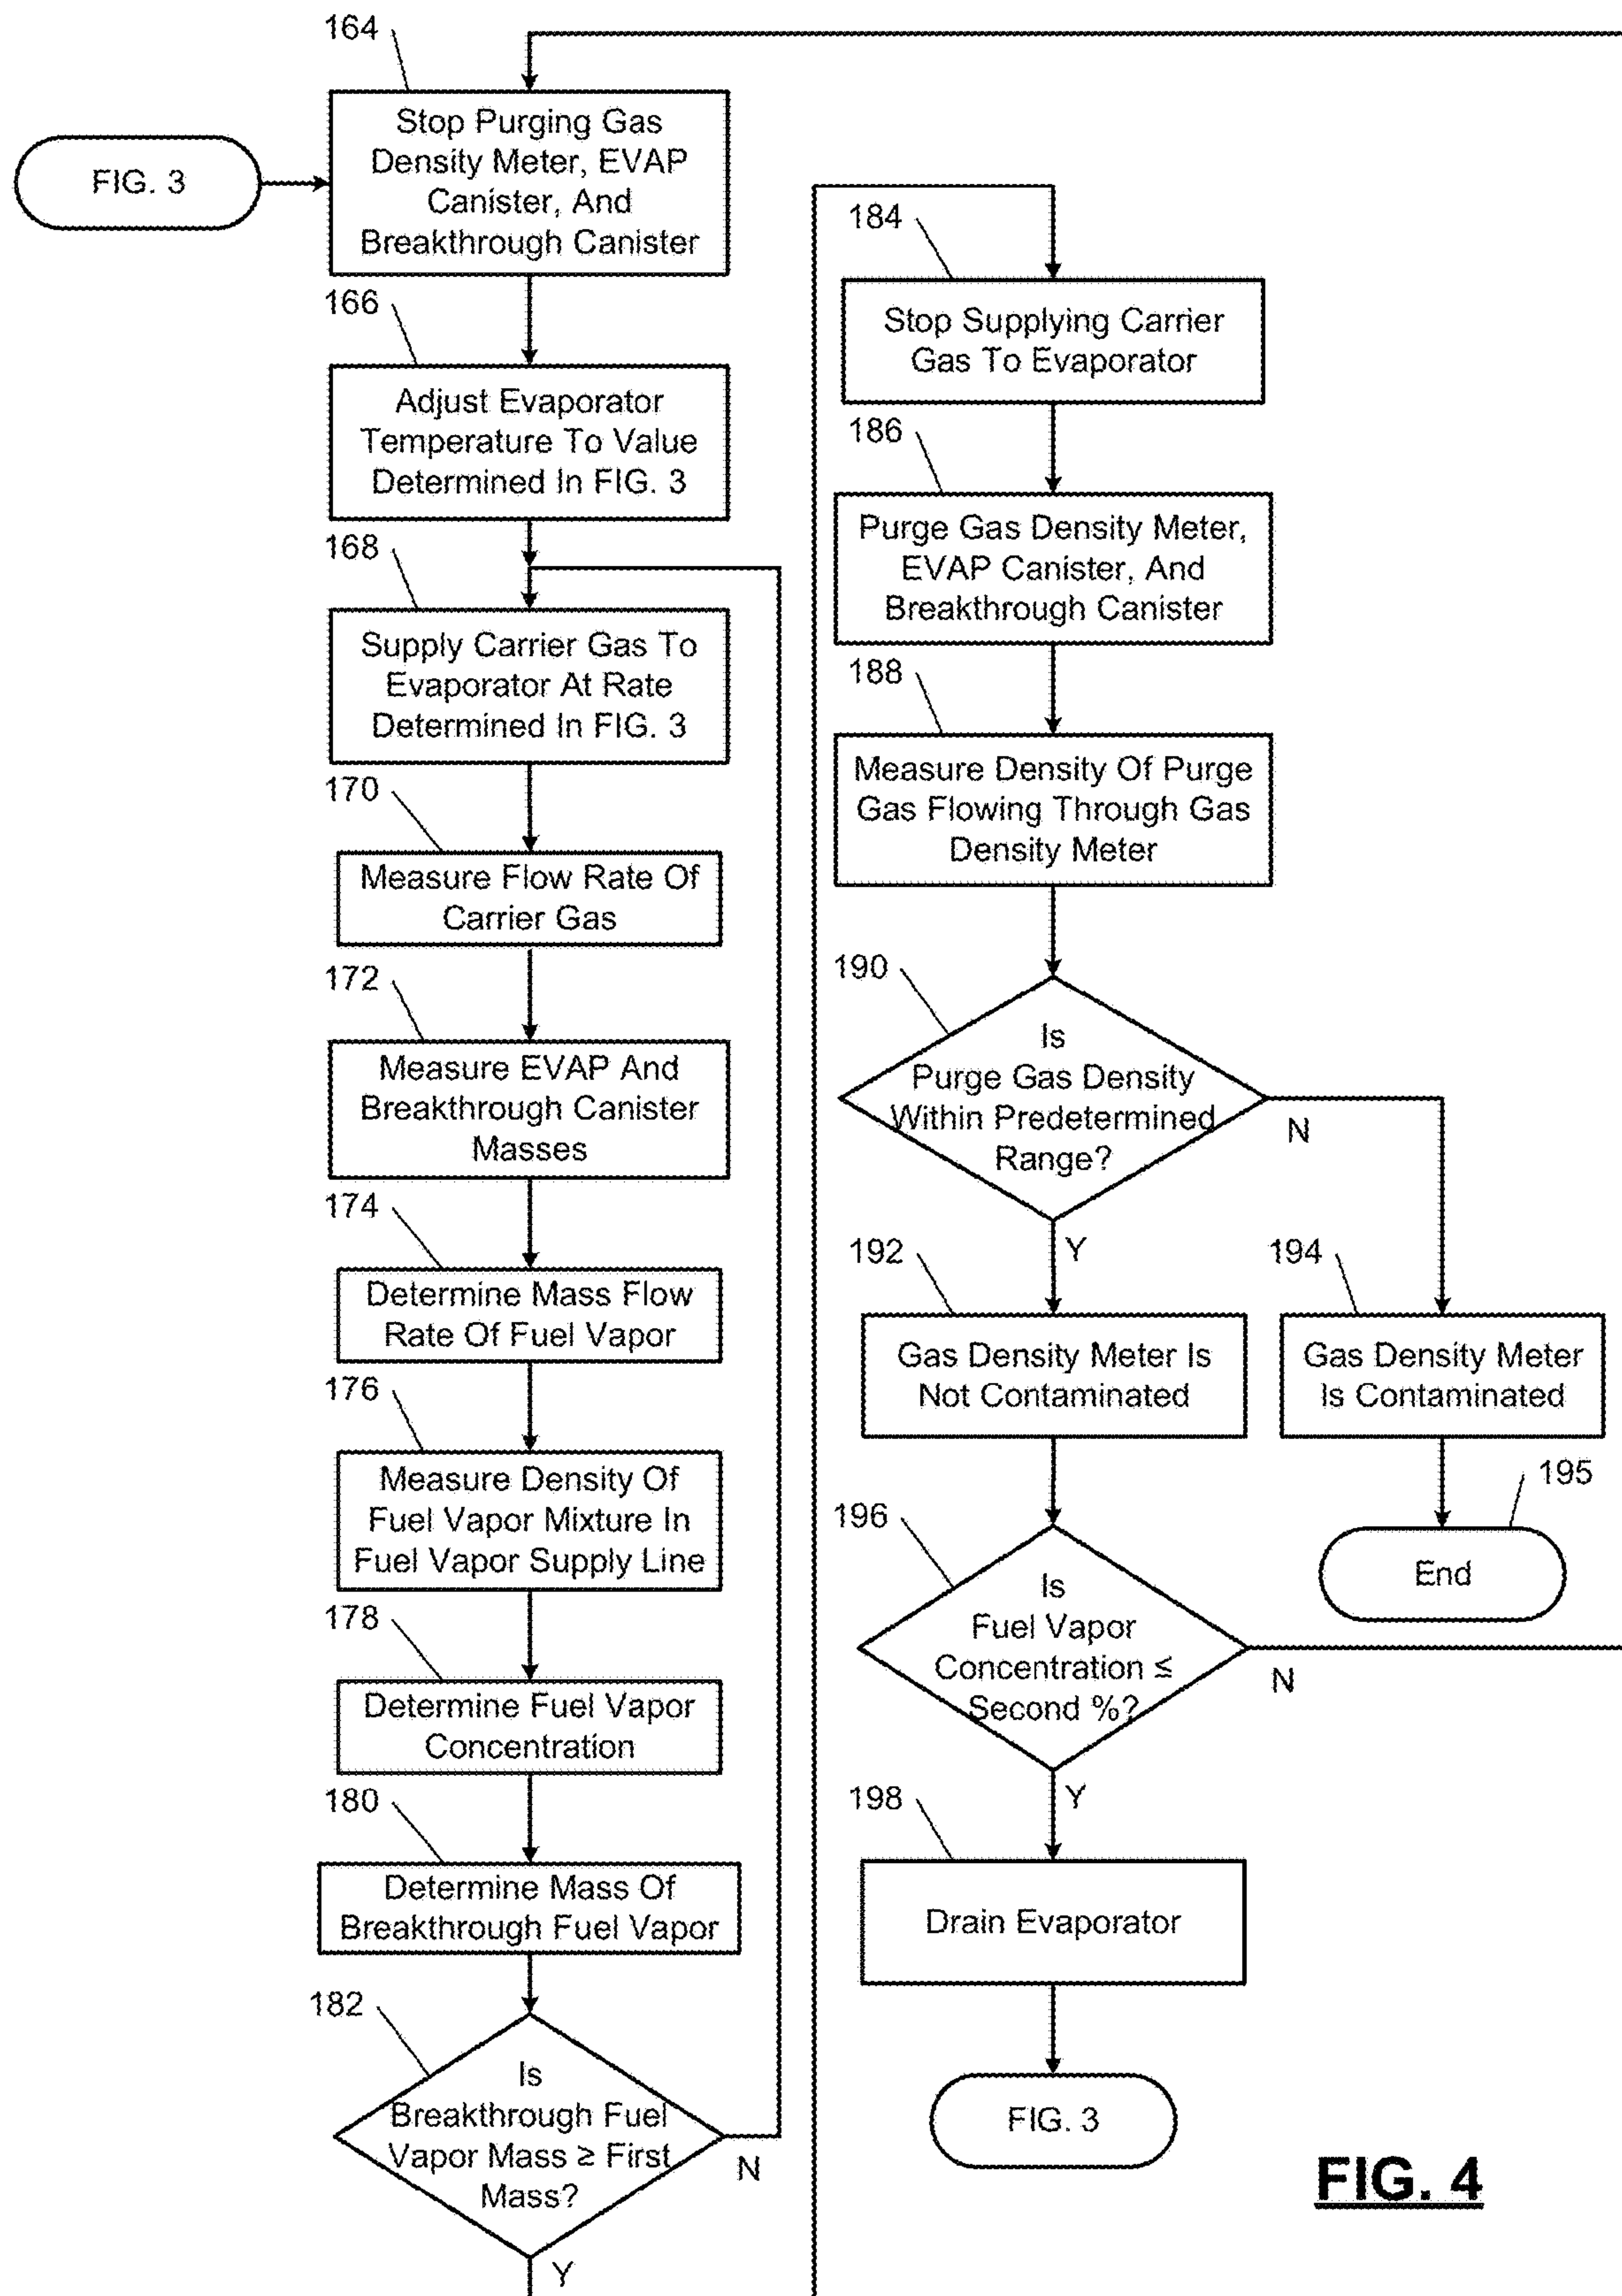 164
Stop Purging Gas
Density Meter, EVAP
Canister, And
Breakthrough Canister
FIG. 3
166
Adjust Evaporator
Temperature To Value
Determined In FIG. 3
168
Supply Carrier Gas To
Evaporator At Rate
Determined In FIG. 3
170
Measure Flow Rate Of
Carrier Gas
172
Measure EVAP And
Breakthrough Canister
Masses
174
Determine Mass Flow
Rate Of Fuel Vapor
176
Measure Density Of
Fuel Vapor Mixture In
Fuel Vapor Supply Line
178
Determine Fuel Vapor
Concentration
180
Determine Mass Of
Breakthrough Fuel Vapor
182
Is
Breakthrough Fuel
Vapor Mass ≥ First
Mass?
N
Y
184
Stop Supplying Carrier
Gas To Evaporator
186
Purge Gas Density Meter,
EVAP Canister, And
Breakthrough Canister
188
Measure Density Of Purge
Gas Flowing Through Gas
Density Meter
190
Is
Purge Gas Density
Within Predetermined
Range?
N
Y
192
Gas Density Meter Is
Not Contaminated
194
Gas Density Meter
Is Contaminated
195
End
196
Is
Fuel Vapor
Concentration ≤
Second %?
N
Y
198
Drain Evaporator
FIG. 3
FIG. 4